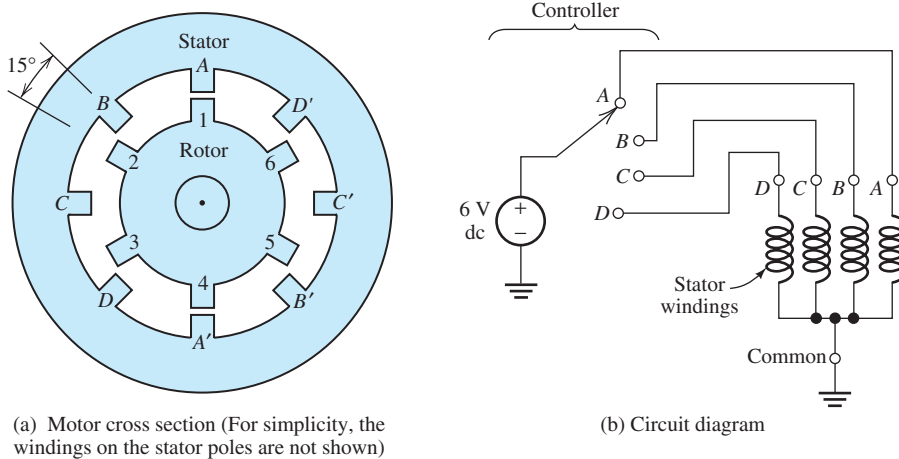 Stator
15°
A
B
D′
1
2
Rotor
6
C
C′
3
5
4
D
B′
A′
(a) Motor cross section (For simplicity, the
windings on the stator poles are not shown)
Controller
A
B
C
D
D
C
B
A
6 V
dc
+
−
Stator
windings
Common
(b) Circuit diagram